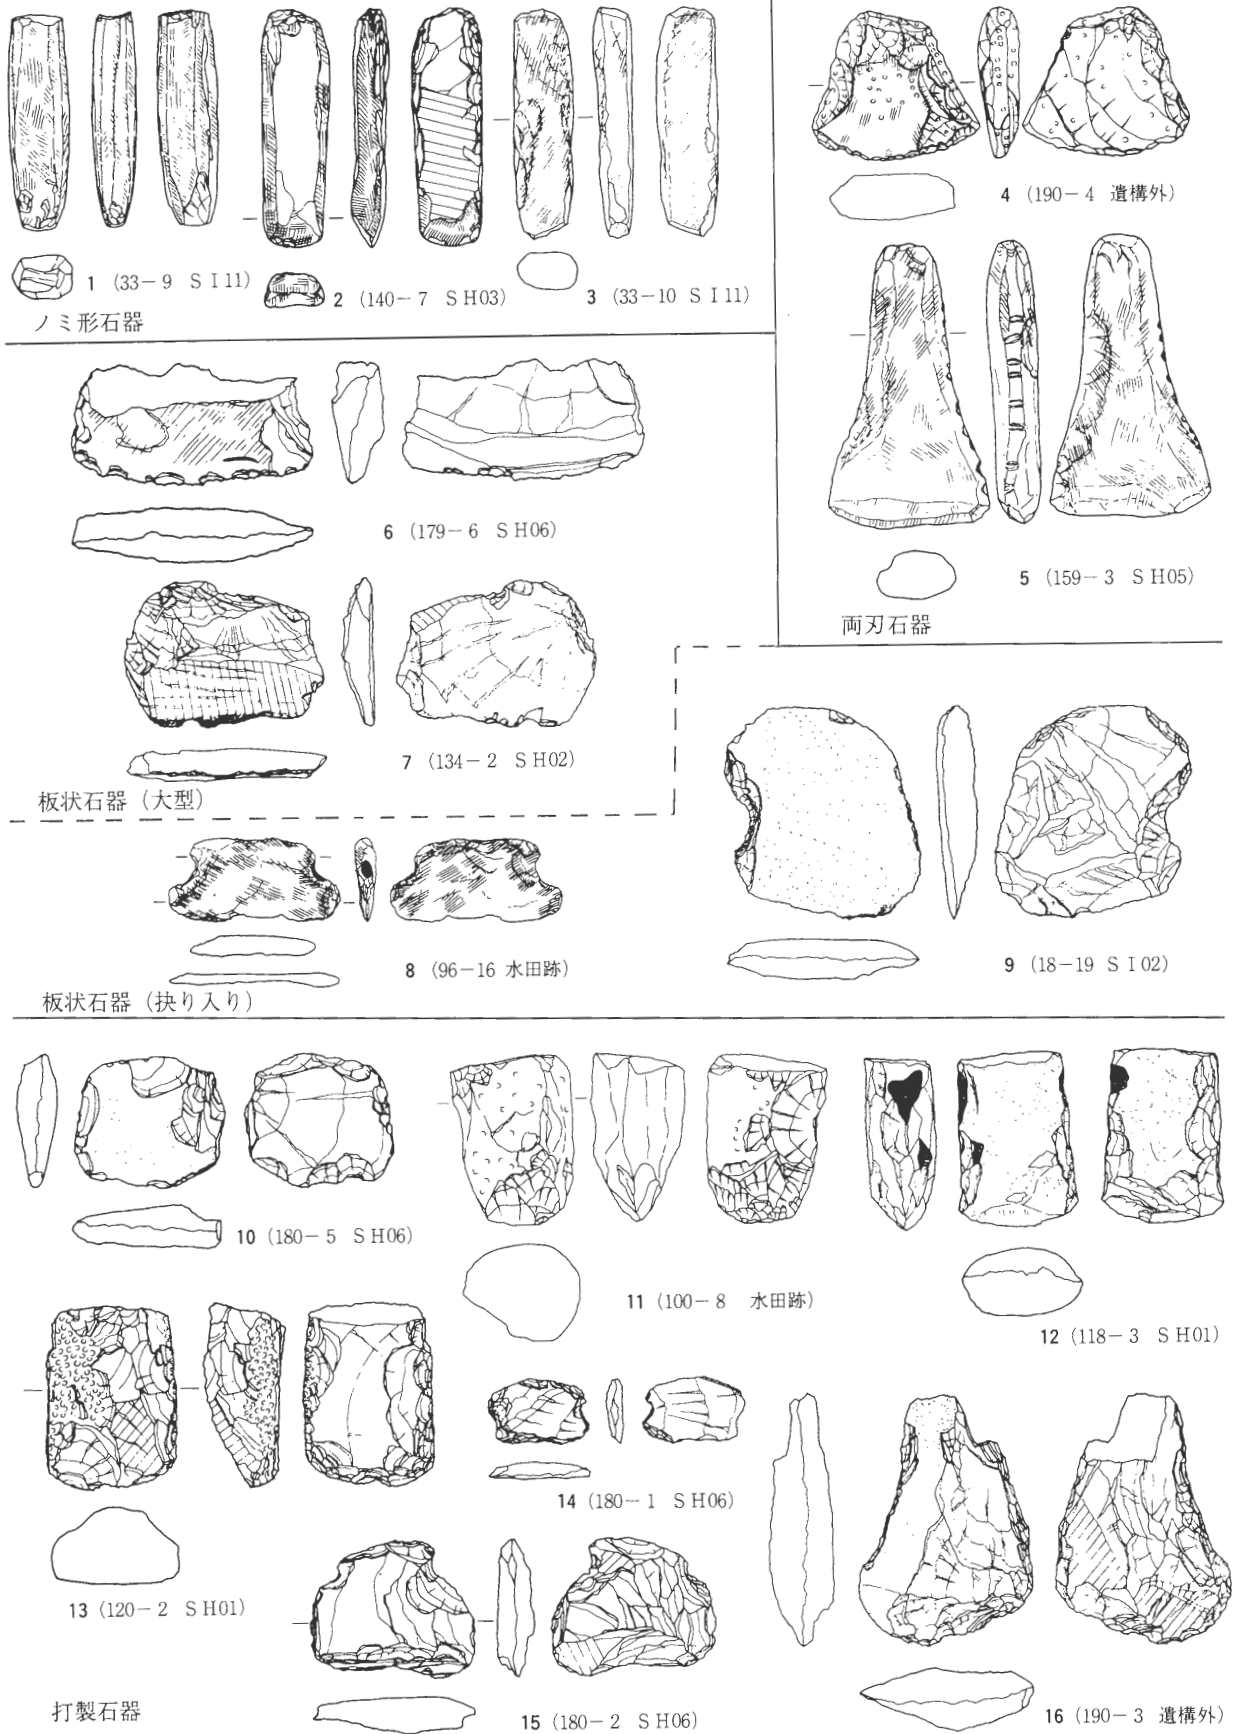 1 (33－9 SI11)
2 (140－7 SH03)
3 (33－10 SI11)
ノミ形石器
4 (190－4 遺構外)
5 (159－3 SH05)
両刃石器
6 (179－6 SH06)
7 (134－2 SH02)
板状石器 (大型)
8 (96－16 水田跡)
9 (18－19 SI02)
板状石器 (抉り入り)
10 (180－5 SH06)
11 (100－8 水田跡)
12 (118－3 SH01)
13 (120－2 SH01)
14 (180－1 SH06)
15 (180－2 SH06)
16 (190－3 遺構外)
打製石器